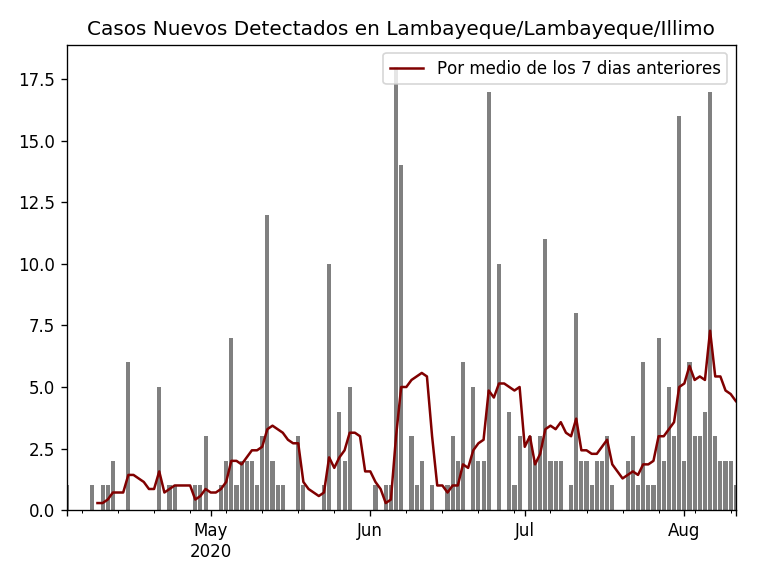 Casos Nuevos Detectados en Lambayeque/Lambayeque/Illimo
Por medio de los 7 dias anteriores
17.5
15.0
12.5
10.0
7.5
5.0
2.5
0.0
May
2020
Jun
Jul
Aug